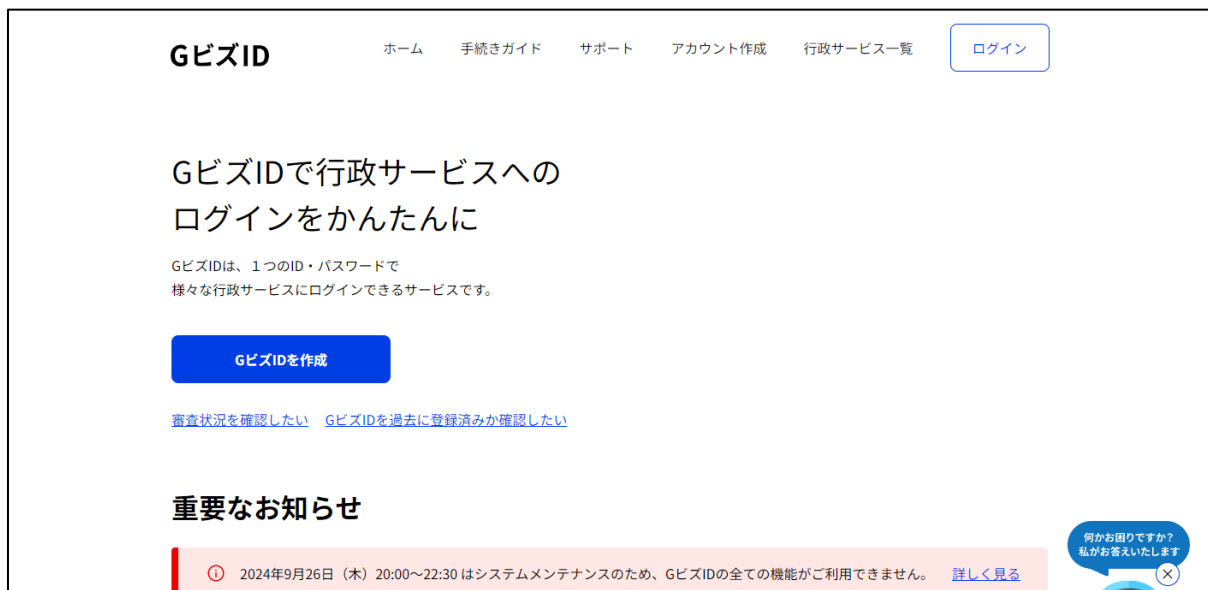 GビズID
ホーム 手続きガイド サポート アカウント作成 行政サービス一覧 ログイン
GビズIDで行政サービスへの
ログインをかんたんに
GビズIDは、１つのID・パスワードで
様々な行政サービスにログインできるサービスです。
GビズIDを作成
審査状況を確認したい GビズIDを過去に登録済みか確認したい
重要なお知らせ
何かお困りですか？
私がお答えいたします
2024年9月26日（木）20:00～22:30 はシステムメンテナンスのため、GビズIDの全ての機能がご利用できません。 詳しく見る